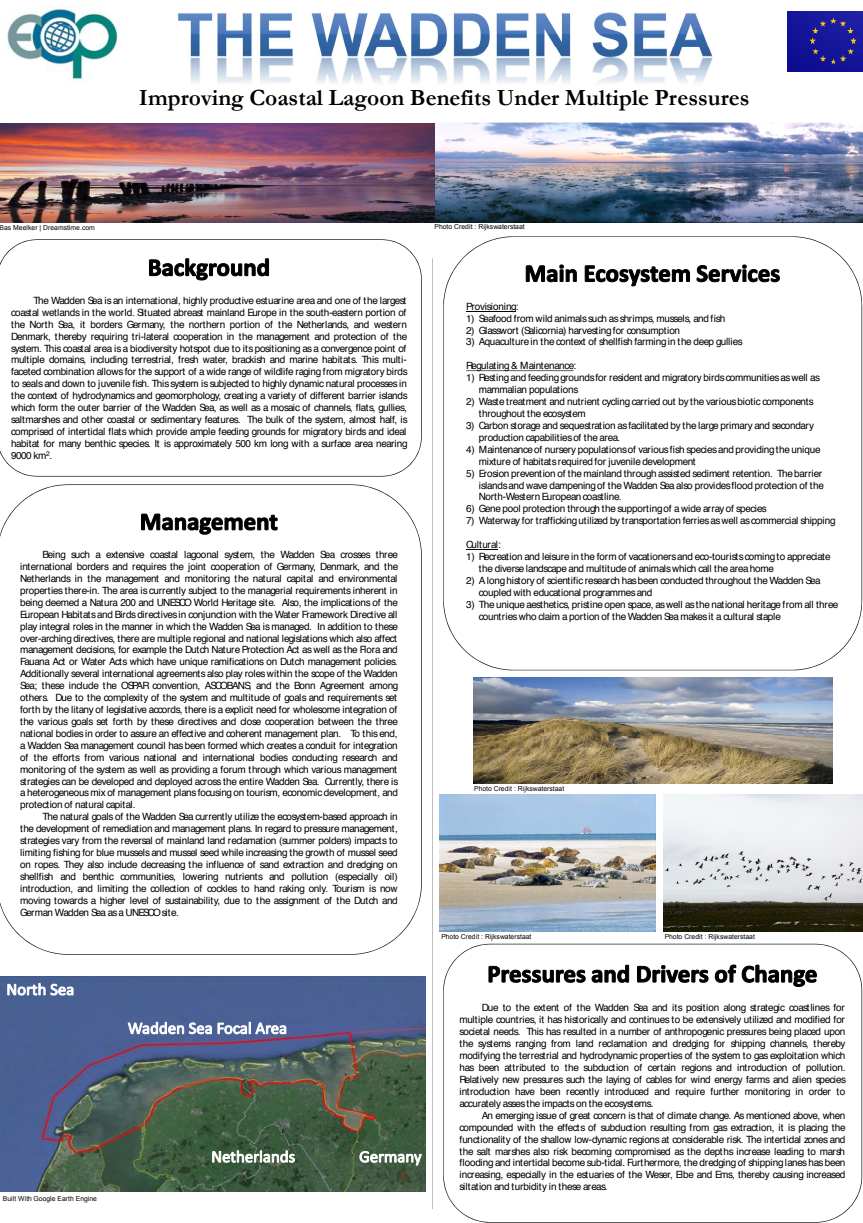 ecp
THE WADDEN SEA
Improving Coastal Lagoon Benefits Under Multiple Pressures
Bas Meelker | Dreamstime.com
Photo Credit : Rijkswaterstaat
Background
The Wadden Sea is an international, highly productive estuarine area and one of the largest
coastal wetlands in the world. Situated abreast mainland Europe in the south-eastern portion of
the North Sea, it borders Germany, the northern portion of the Netherlands, and western
Denmark, thereby requiring tri-lateral cooperation in the management and protection of the
system. This coastal area is a biodiversity hotspot due to its positioning as a convergence point of
multiple domains, including terrestrial, fresh water, brackish and marine habitats. This multi-
faceted combination allows for the support of a wide range of wildlife raging from migratory birds
to seals and down to juvenile fish. This system is subjected to highly dynamic natural processes in
the context of hydrodynamics and geomorphology, creating a variety of different barrier islands
which form the outer barrier of the Wadden Sea, as well as a mosaic of channels, flats, gullies,
saltmarshes and other coastal or sedimentary features. The bulk of the system, almost half, is
comprised of intertidal flats which provide ample feeding grounds for migratory birds and ideal
habitat for many benthic species. It is approximately 500 km long with a surface area nearing
9000 km².
Management
Being such a extensive coastal lagoonal system, the Wadden Sea crosses three
international borders and requires the joint cooperation of Germany, Denmark, and the
Netherlands in the management and monitoring the natural capital and environmental
properties there-in. The area is currently subject to the managerial requirements inherent in
being deemed a Natura 200 and UNESCO World Heritage site. Also, the implications of the
European Habitats and Birds directives in conjunction with the Water Framework Directive all
play integral roles in the manner in which the Wadden Sea is managed. In addition to these
over-arching directives, there are multiple regional and national legislations which also affect
management decisions, for example the Dutch Nature Protection Act as well as the Flora and
Fauana Act or Water Acts which have unique ramifications on Dutch management policies.
Additionally several international agreements also play roles within the scope of the Wadden
Sea; these include the OSPAR convention, ASCOBANS, and the Bonn Agreement among
others. Due to the complexity of the system and multitude of goals and requirements set
forth by the litany of legislative accords, there is a explicit need for wholesome integration of
the various goals set forth by these directives and close cooperation between the three
national bodies in order to assure an effective and coherent management plan. To this end,
a Wadden Sea management council has been formed which creates a conduit for integration
of the efforts from various national and international bodies conducting research and
monitoring of the system as well as providing a forum through which various management
strategies can be developed and deployed across the entire Wadden Sea. Currently, there is
a heterogeneous mix of management plans focusing on tourism, economic development, and
protection of natural capital.
The natural goals of the Wadden Sea currently utilize the ecosystem-based approach in
the development of remediation and management plans. In regard to pressure management,
strategies vary from the reversal of mainland land reclamation (summer polders) impacts to
limiting fishing for blue mussels and mussel seed while increasing the growth of mussel seed
on ropes. They also include decreasing the influence of sand extraction and dredging on
shellfish and benthic communities, lowering nutrients and pollution (especially oil)
introduction, and limiting the collection of cockles to hand raking only. Tourism is now
moving towards a higher level of sustainability, due to the assignment of the Dutch and
German Wadden Sea as a UNESCO site.
North Sea
Wadden Sea Focal Area
Netherlands
Germany
Built With Google Earth Engine
Main Ecosystem Services
Provisioning:
1) Seafood from wild animals such as shrimps, mussels, and fish
2) Glasswort (Salicornia) harvesting for consumption
3) Aquaculture in the context of shellfish farming in the deep gullies
Regulating & Maintenance:
1) Resting and feeding grounds for resident and migratory birds communities as well as
mammalian populations
2) Waste treatment and nutrient cycling carried out by the various biotic components
throughout the ecosystem
3) Carbon storage and sequestration as facilitated by the large primary and secondary
production capabilities of the area.
4) Maintenance of nursery populations of various fish species and providing the unique
mixture of habitats required for juvenile development
5) Erosion prevention of the mainland through assisted sediment retention. The barrier
islands and wave dampening of the Wadden Sea also provides flood protection of the
North-Western European coastline.
6) Gene pool protection through the supporting of a wide array of species
7) Waterway for trafficking utilized by transportation ferries as well as commercial shipping
Cultural:
1) Recreation and leisure in the form of vacationers and eco-tourists coming to appreciate
the diverse landscape and multitude of animals which call the area home
2) A long history of scientific research has been conducted throughout the Wadden Sea
coupled with educational programmes and
3) The unique aesthetics, pristine open space, as well as the national heritage from all three
countries who claim a portion of the Wadden Sea makes it a cultural staple
Photo Credit : Rijkswaterstaat
Photo Credit : Rijkswaterstaat
Photo Credit : Rijkswaterstaat
Pressures and Drivers of Change
Due to the extent of the Wadden Sea and its position along strategic coastlines for
multiple countries, it has historically and continues to be extensively utilized and modified for
societal needs. This has resulted in a number of anthropogenic pressures being placed upon
the systems ranging from land reclamation and dredging for shipping channels, thereby
modifying the terrestrial and hydrodynamic properties of the system to gas exploitation which
has been attributed to the subduction of certain regions and introduction of pollution.
Relatively new pressures such the laying of cables for wind energy farms and alien species
introduction have been recently introduced and require further monitoring in order to
accurately asses the impacts on the ecosystems.
An emerging issue of great concern is that of climate change. As mentioned above, when
compounded with the effects of subduction resulting from gas extraction, it is placing the
functionality of the shallow low-dynamic regions at considerable risk. The intertidal zones and
the salt marshes also risk becoming compromised as the depths increase leading to marsh
flooding and intertidal become sub-tidal. Furthermore, the dredging of shipping lanes has been
increasing, especially in the estuaries of the Weser, Elbe and Ems, thereby causing increased
siltation and turbidity in these areas.